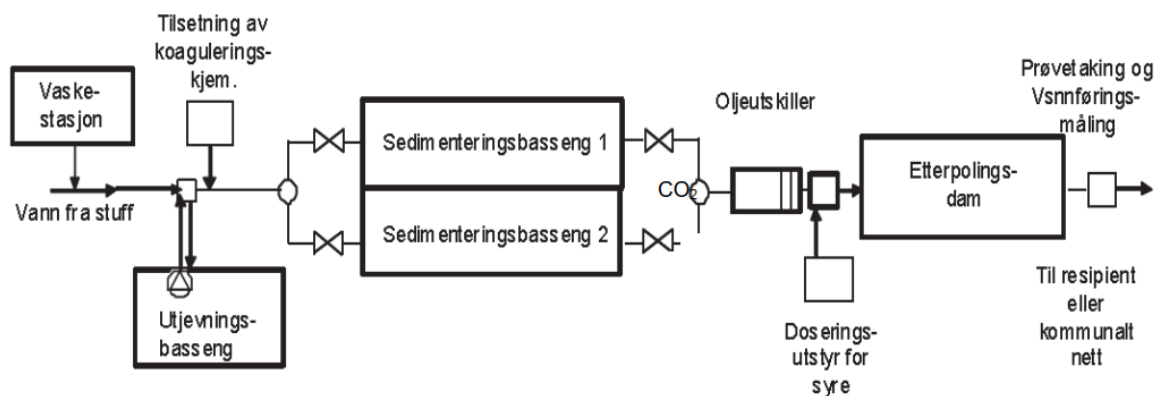 Tilsetning av
koagulerings-
kjem.
Vaske-
stasjon
Vann fra stuff
Utjevnings-
basseng
Sedimenteringsbasseng 1
Sedimenteringsbasseng 2
CO2
Oljeutskiller
Doserings-
utstyr for
syre
Etterpolings-
dam
Prøvetaking og
Vsnnførings-
måling
Til resipient
eller
kommunalt
nett